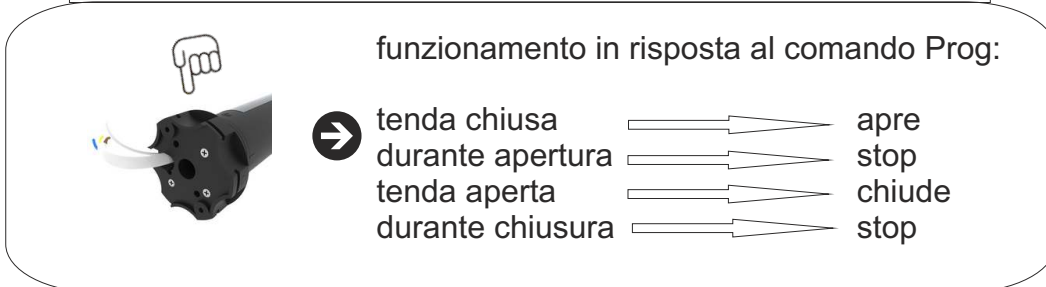 funzionamento in risposta al comando Prog:
tenda chiusa apre
durante apertura stop
tenda aperta chiude
durante chiusura stop